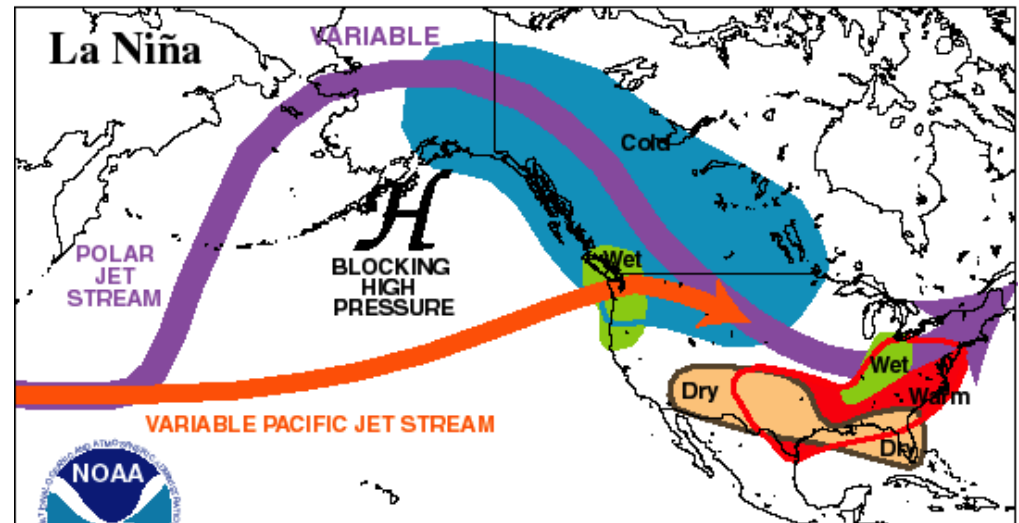 La Niña
VARIABLE
Cold
POLAR
JET
STREAM
H
BLOCKING
HIGH
PRESSURE
Wet
Wet
Dry
Warm
Dry
VARIABLE PACIFIC JET STREAM
NOAA